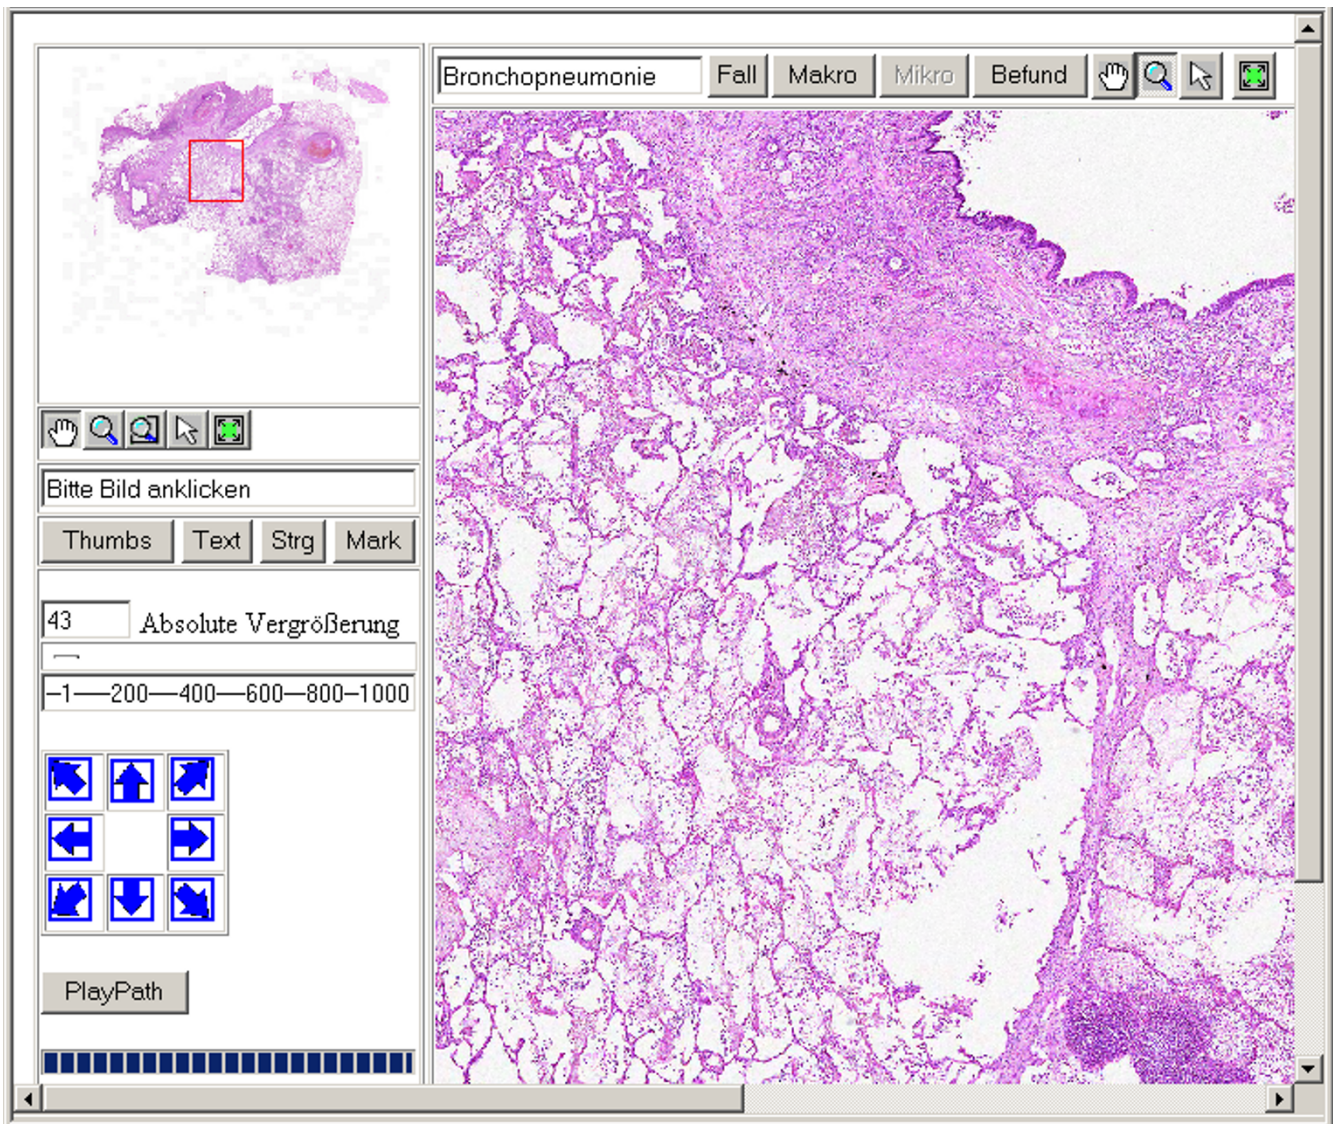 Bronchopneumonie Fall Makro Mikro Befund
Bitte Bild anklicken
Thumbs Text Strg Mark
43 Absolute Vergrößerung
–1––200––400––600–800–1000
PlayPath